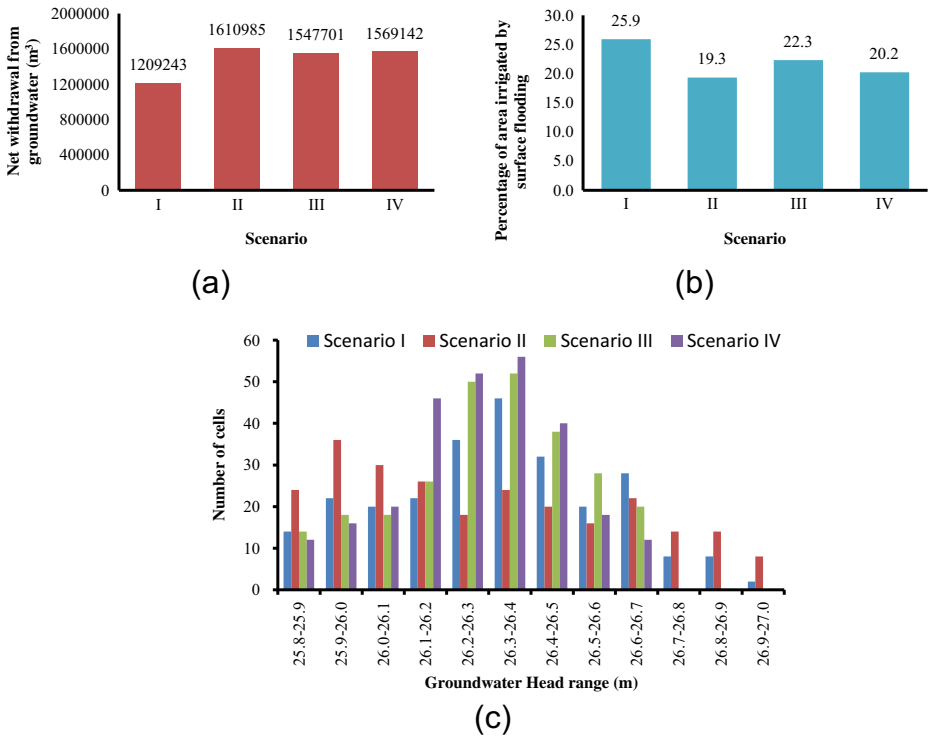 Net withdrawal from
groundwater (m³)
2000000
1600000
1200000
800000
400000
0
1209243
1610985
1547701
1569142
I
II
III
IV
Scenario
(a)
Percentage of area irrigated by
surface flooding
30.0
25.0
20.0
15.0
10.0
5.0
0.0
25.9
19.3
22.3
20.2
I
II
III
IV
Scenario
(b)
Number of cells
60
50
40
30
20
10
0
Scenario I
Scenario II
Scenario III
Scenario IV
25.8-25.9
25.9-26.0
26.0-26.1
26.1-26.2
26.2-26.3
26.3-26.4
26.4-26.5
26.5-26.6
26.6-26.7
26.7-26.8
26.8-26.9
26.9-27.0
Groundwater Head range (m)
(c)